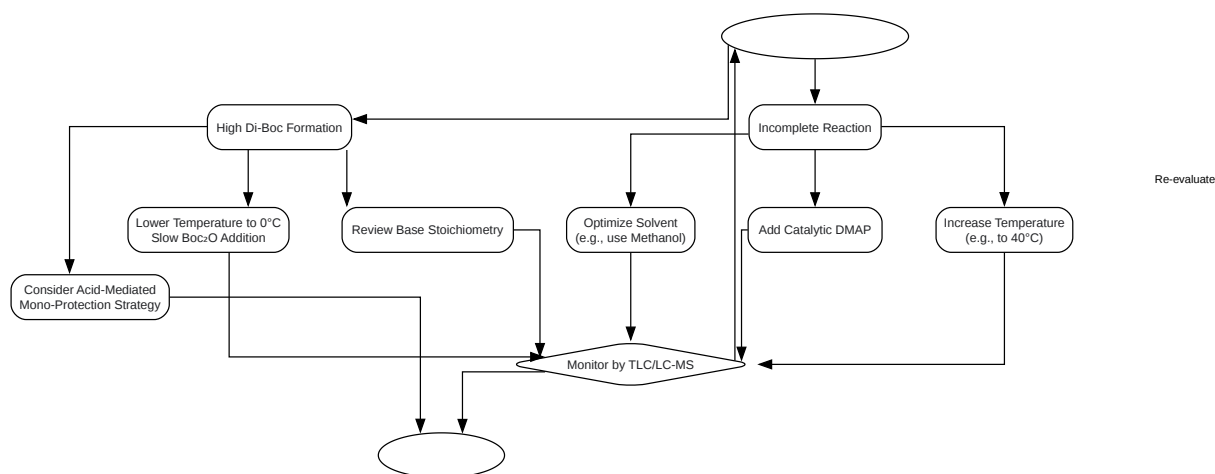 High Di-Boc Formation
Incomplete Reaction
Re-evaluate
Lower Temperature to 0°C
Slow Boc₂O Addition
Review Base Stoichiometry
Optimize Solvent
(e.g., use Methanol)
Add Catalytic DMAP
Increase Temperature
(e.g., to 40°C)
Consider Acid-Mediated
Mono-Protection Strategy
Monitor by TLC/LC-MS